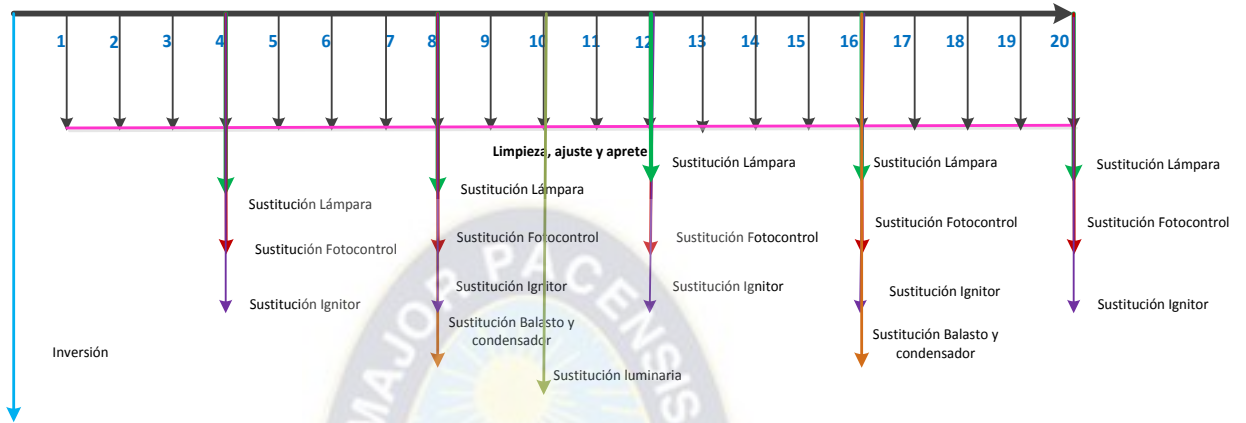 1 2 3 4 5 6 7 8 9 10 11 12 13 14 15 16 17 18 19 20
Limpieza, ajuste y aprete
Sustitución Lámpara
Sustitución Fotocontrol
Sustitución Ignitor
Sustitución Lámpara
Sustitución Fotocontrol
Sustitución Ignitor
Sustitución Balasto y
condensador
Sustitución luminaria
Sustitución Lámpara
Sustitución Fotocontrol
Sustitución Ignitor
Sustitución Lámpara
Sustitución Fotocontrol
Sustitución Ignitor
Sustitución Balasto y
condensador
Sustitución Lámpara
Sustitución Fotocontrol
Sustitución Ignitor
Inversión
MAJOR PACENSIS